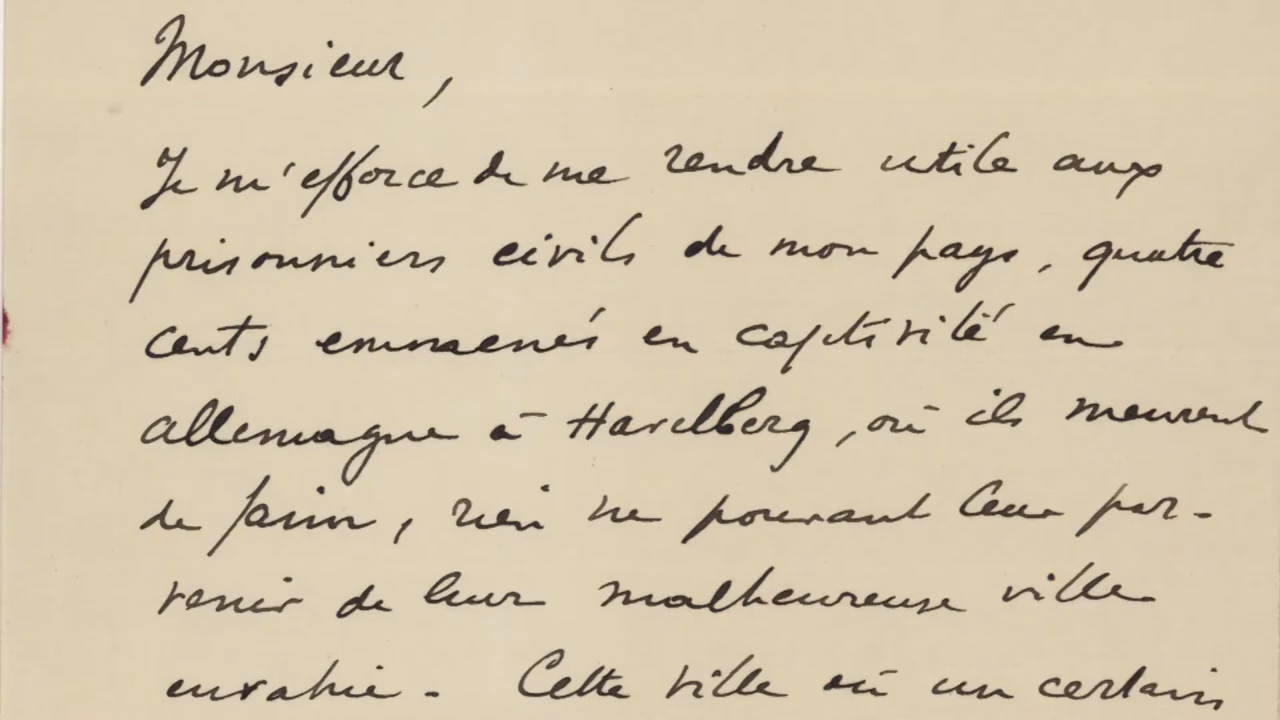 Monsieur,
Je m'efforce de me rendre utile aux
prisonniers civils de mon pays, quatre
cents emmenés en captivité en
allemagne à Havelberg, où ils meurent
de faim, rien ne pouvant leur par-
venir de leur malheureuse ville
envahie. Cette ville où un certain